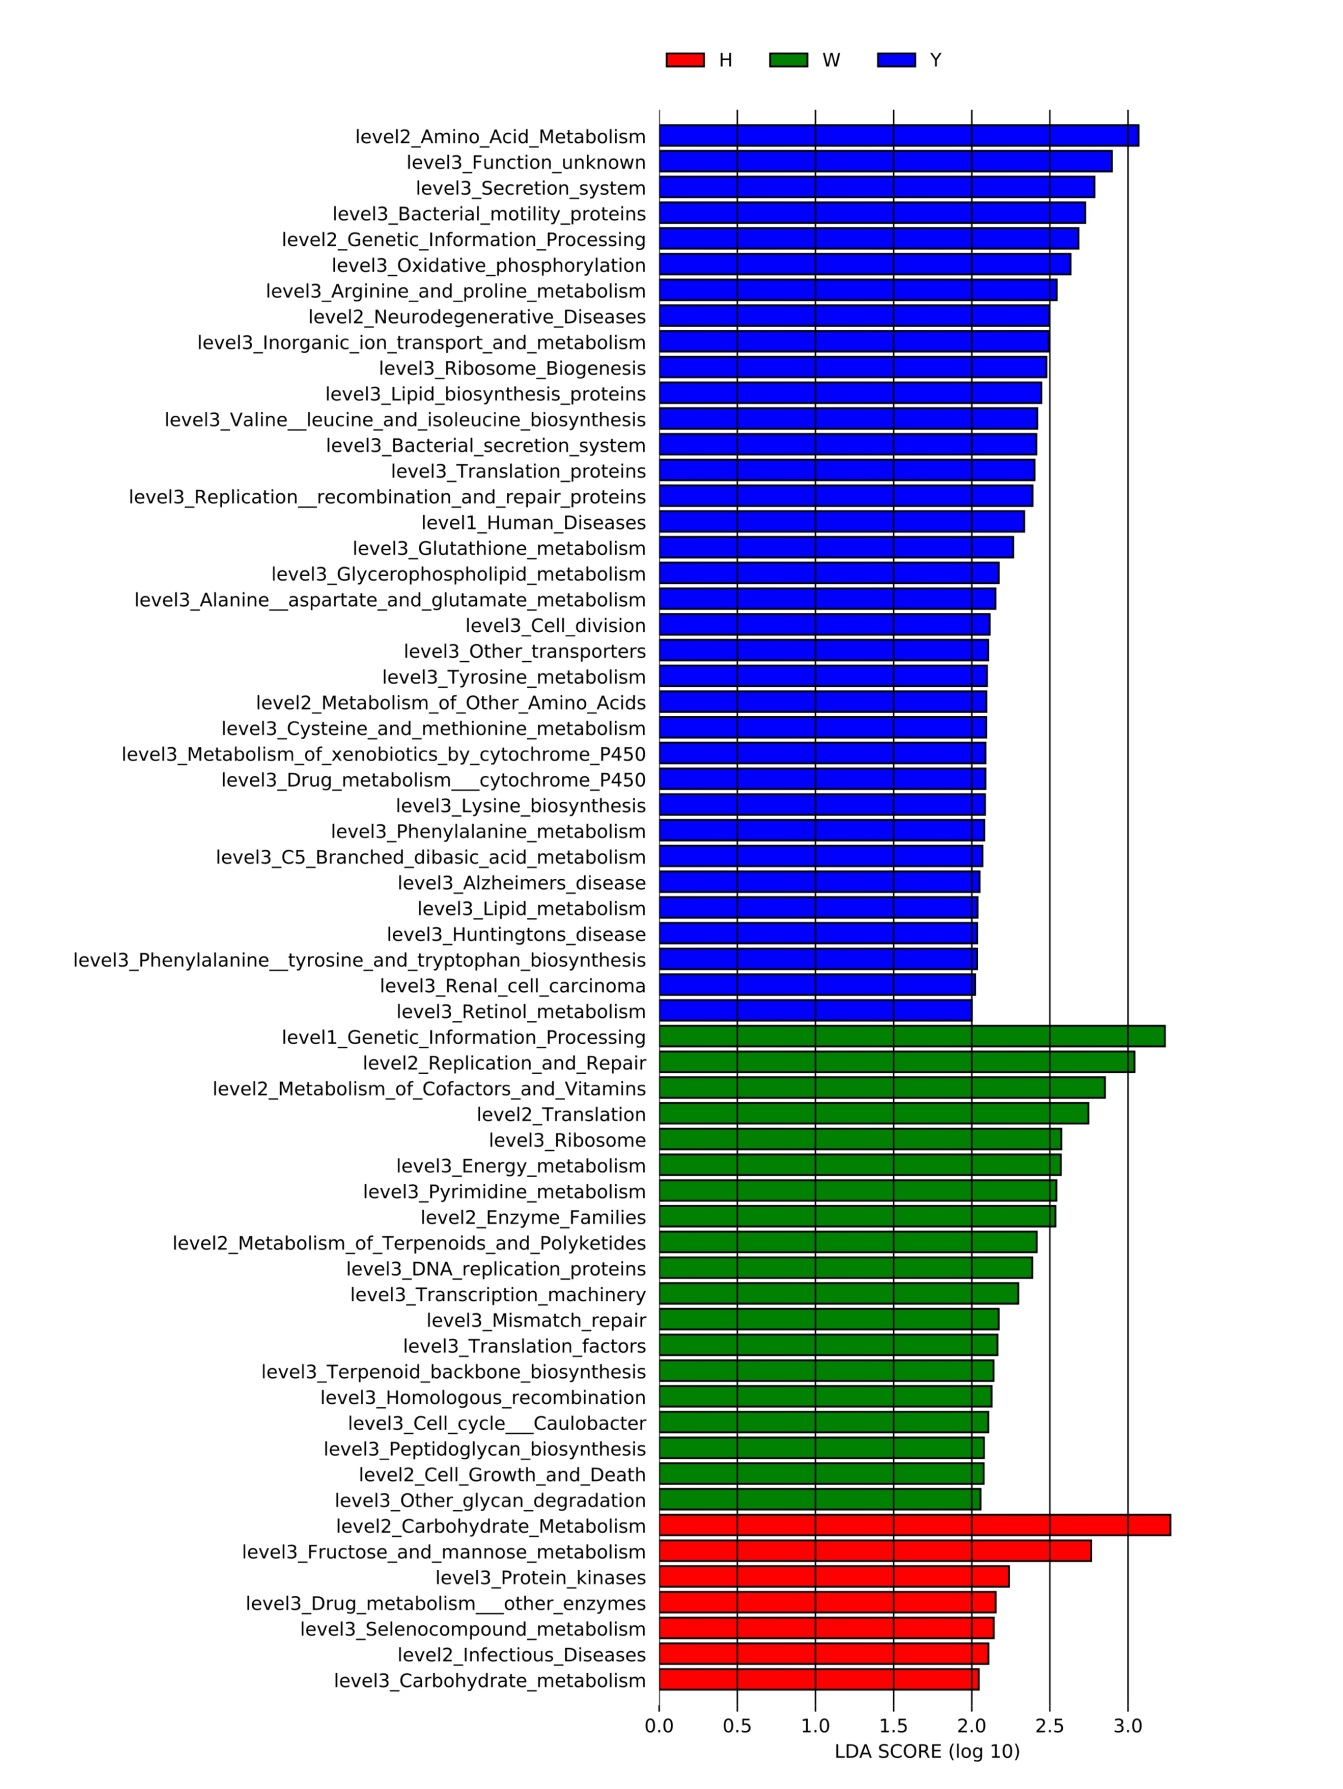 H W Y
level2_Amino_Acid_Metabolism
level3_Function_unknown
level3_Secretion_system
level3_Bacterial_motility_proteins
level2_Genetic_Information_Processing
level3_Oxidative_phosphorylation
level3_Arginine_and_proline_metabolism
level2_Neurodegenerative_Diseases
level3_Inorganic_ion_transport_and_metabolism
level3_Ribosome_Biogenesis
level3_Lipid_biosynthesis_proteins
level3_Valine__leucine_and_isoleucine_biosynthesis
level3_Bacterial_secretion_system
level3_Translation_proteins
level3_Replication__recombination_and_repair_proteins
level1_Human_Diseases
level3_Glutathione_metabolism
level3_Glycerophospholipid_metabolism
level3_Alanine__aspartate_and_glutamate_metabolism
level3_Cell_division
level3_Other_transporters
level3_Tyrosine_metabolism
level2_Metabolism_of_Other_Amino_Acids
level3_Cysteine_and_methionine_metabolism
level3_Metabolism_of_xenobiotics_by_cytochrome_P450
level3_Drug_metabolism___cytochrome_P450
level3_Lysine_biosynthesis
level3_Phenylalanine_metabolism
level3_C5_Branched_dibasic_acid_metabolism
level3_Alzheimers_disease
level3_Lipid_metabolism
level3_Huntingtons_disease
level3_Phenylalanine__tyrosine_and_tryptophan_biosynthesis
level3_Renal_cell_carcinoma
level3_Retinol_metabolism
level1_Genetic_Information_Processing
level2_Replication_and_Repair
level2_Metabolism_of_Cofactors_and_Vitamins
level2_Translation
level3_Ribosome
level3_Energy_metabolism
level3_Pyrimidine_metabolism
level2_Enzyme_Families
level2_Metabolism_of_Terpenoids_and_Polyketides
level3_DNA_replication_proteins
level3_Transcription_machinery
level3_Mismatch_repair
level3_Translation_factors
level3_Terpenoid_backbone_biosynthesis
level3_Homologous_recombination
level3_Cell_cycle___Caulobacter
level3_Peptidoglycan_biosynthesis
level2_Cell_Growth_and_Death
level3_Other_glycan_degradation
level2_Carbohydrate_Metabolism
level3_Fructose_and_mannose_metabolism
level3_Protein_kinases
level3_Drug_metabolism___other_enzymes
level3_Selenocompound_metabolism
level2_Infectious_Diseases
level3_Carbohydrate_metabolism
0.0 0.5 1.0 1.5 2.0 2.5 3.0
LDA SCORE (log 10)